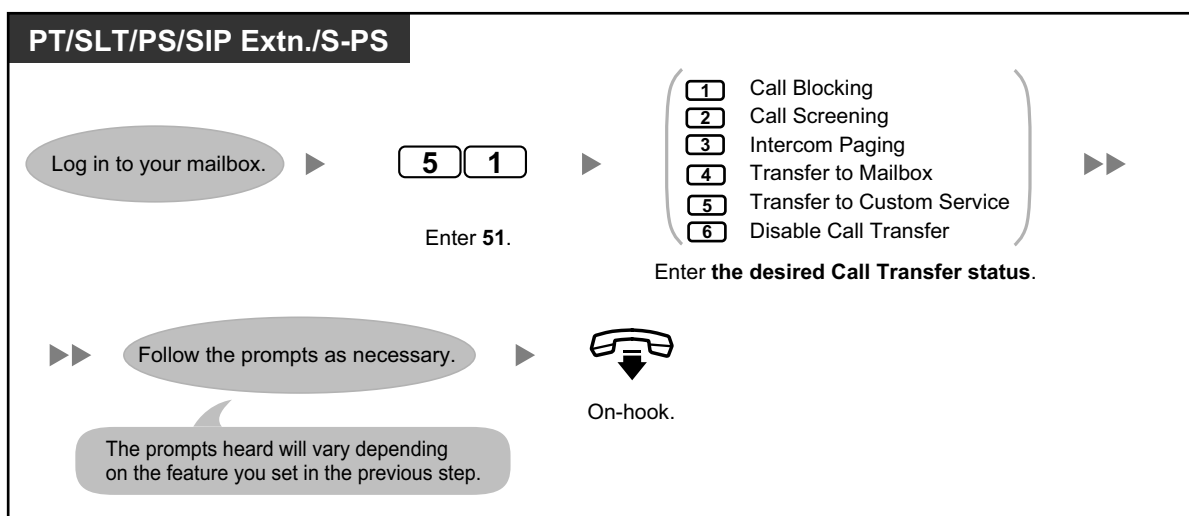 PT/SLT/PS/SIP Extn./S-PS
Log in to your mailbox.
5 1
Enter 51.
1 Call Blocking
2 Call Screening
3 Intercom Paging
4 Transfer to Mailbox
5 Transfer to Custom Service
6 Disable Call Transfer
Enter the desired Call Transfer status.
Follow the prompts as necessary.
The prompts heard will vary depending
on the feature you set in the previous step.
On-hook.